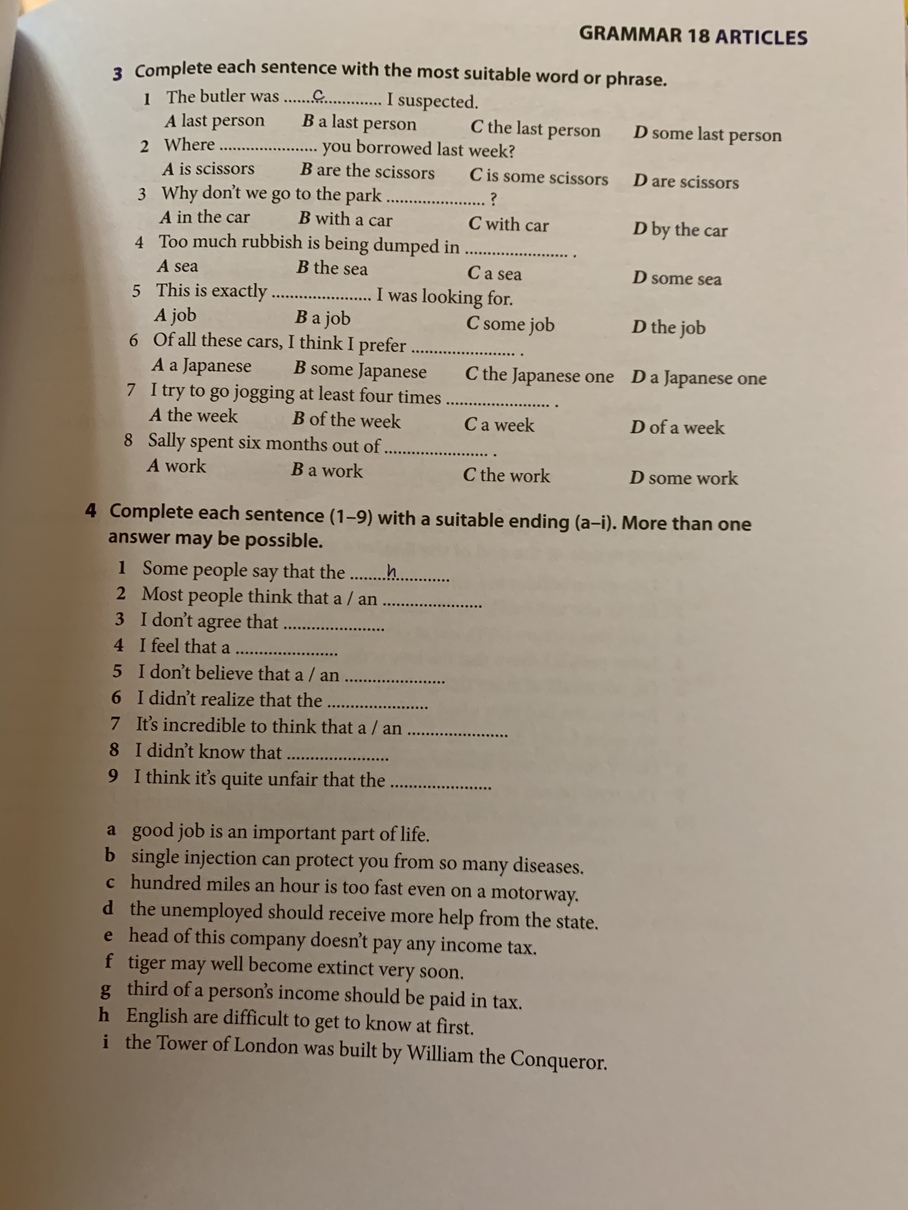 GRAMMAR 18 ARTICLES
3 Complete each sentence with the most suitable word or phrase.
1 The butler was .......c.............. I suspected.
A last person B a last person C the last person D some last person
2 Where ...................... you borrowed last week?
A is scissors B are the scissors C is some scissors D are scissors
3 Why don't we go to the park ...................... ?
A in the car B with a car C with car D by the car
4 Too much rubbish is being dumped in ....................... .
A sea B the sea C a sea D some sea
5 This is exactly ...................... I was looking for.
A job B a job C some job D the job
6 Of all these cars, I think I prefer ....................... .
A a Japanese B some Japanese C the Japanese one D a Japanese one
7 I try to go jogging at least four times ....................... .
A the week B of the week C a week D of a week
8 Sally spent six months out of ....................... .
A work B a work C the work D some work
4 Complete each sentence (1–9) with a suitable ending (a–i). More than one
answer may be possible.
1 Some people say that the ........h............
2 Most people think that a / an ......................
3 I don't agree that ......................
4 I feel that a ......................
5 I don't believe that a / an ......................
6 I didn't realize that the ......................
7 It's incredible to think that a / an ......................
8 I didn't know that ......................
9 I think it's quite unfair that the ......................
a good job is an important part of life.
b single injection can protect you from so many diseases.
c hundred miles an hour is too fast even on a motorway.
d the unemployed should receive more help from the state.
e head of this company doesn't pay any income tax.
f tiger may well become extinct very soon.
g third of a person's income should be paid in tax.
h English are difficult to get to know at first.
i the Tower of London was built by William the Conqueror.